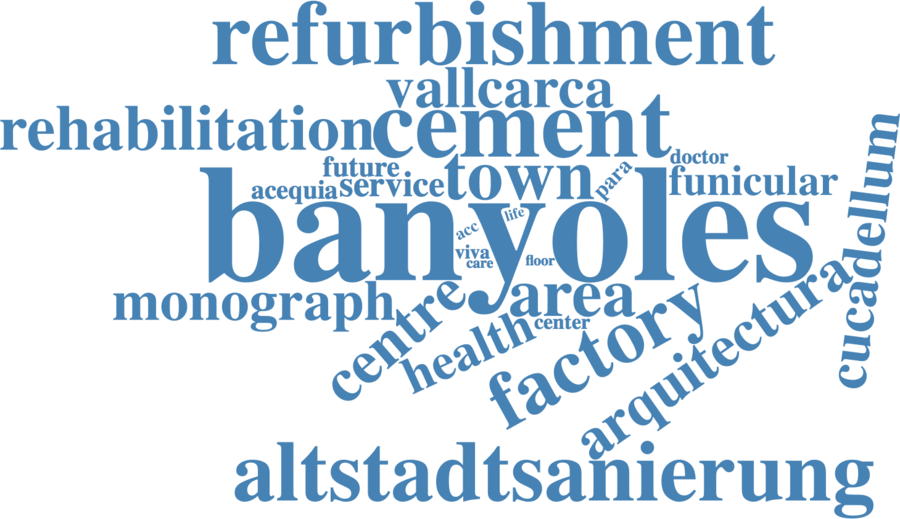 refurbishment
vallcarca
rehabilitation
cement
future
doctor
acequia
service
town
para
funicular
cucadellum
banyoles
acc
life
viva
care
floor
monograph
centre
area
health
center
factory
arquitectura
altstadtsanierung